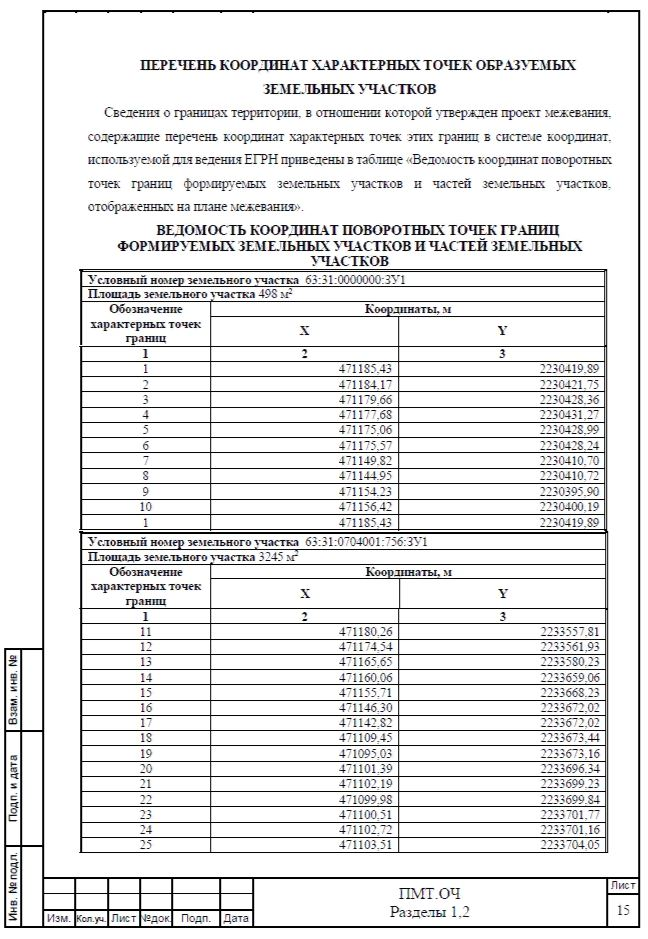 ПЕРЕЧЕНЬ КООРДИНАТ ХАРАКТЕРНЫХ ТОЧЕК ОБРАЗУЕМЫХ
ЗЕМЕЛЬНЫХ УЧАСТКОВ
Сведения о границах территории, в отношении которой утвержден проект межевания,
содержащие перечень координат характерных точек этих границ в системе координат,
используемой для ведения ЕГРН приведены в таблице «Ведомость координат поворотных
точек границ формируемых земельных участков и частей земельных участков,
отображенных на плане межевания».
ВЕДОМОСТЬ КООРДИНАТ ПОВОРОТНЫХ ТОЧЕК ГРАНИЦ
ФОРМИРУЕМЫХ ЗЕМЕЛЬНЫХ УЧАСТКОВ И ЧАСТЕЙ ЗЕМЕЛЬНЫХ
УЧАСТКОВ
Условный номер земельного участка 63:31:0000000:ЗУ1
Площадь земельного участка 498 м²
Обозначение характерных точек границ Координаты, м
X Y
1 2 3
1 471185,43 2230419,89
2 471184,17 2230421,75
3 471179,66 2230428,36
4 471177,68 2230431,27
5 471175,06 2230428,99
6 471175,57 2230428,24
7 471149,82 2230410,70
8 471144,95 2230410,72
9 471154,23 2230395,90
10 471156,42 2230400,19
1 471185,43 2230419,89
Условный номер земельного участка 63:31:0704001:756:ЗУ1
Площадь земельного участка 3245 м²
Обозначение характерных точек границ Координаты, м
X Y
1 2 3
11 471180,26 2233557,81
12 471174,54 2233561,93
13 471165,65 2233580,23
14 471160,06 2233659,06
15 471155,71 2233668,23
16 471146,30 2233672,02
17 471142,82 2233672,02
18 471109,45 2233673,44
19 471095,03 2233673,16
20 471101,39 2233696,34
21 471102,19 2233699,23
22 471099,98 2233699,84
23 471100,51 2233701,77
24 471102,72 2233701,16
25 471103,51 2233704,05
Взам. инв. №
Подп. и дата
Инв. № подл.
Изм. Кол.уч. Лист №док. Подп. Дата
ПМТ.ОЧ
Разделы 1,2
Лист
15